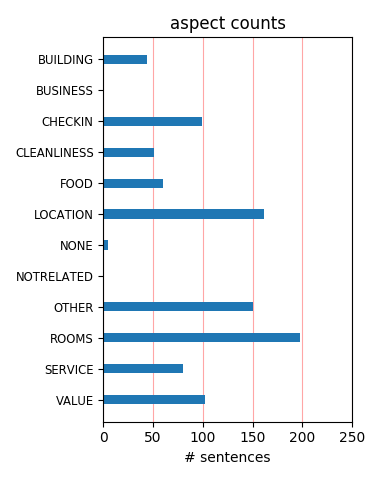 aspect counts
BUILDING
BUSINESS
CHECKIN
CLEANLINESS
FOOD
LOCATION
NONE
NOTRELATED
OTHER
ROOMS
SERVICE
VALUE
0 50 100 150 200 250
# sentences